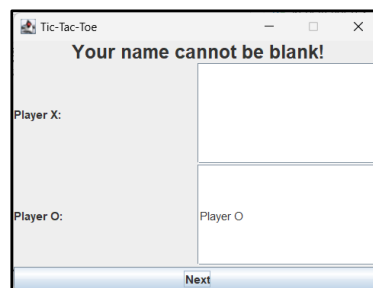 Tic-Tac-Toe
Your name cannot be blank!
Player X:
Player O: Player O
Next